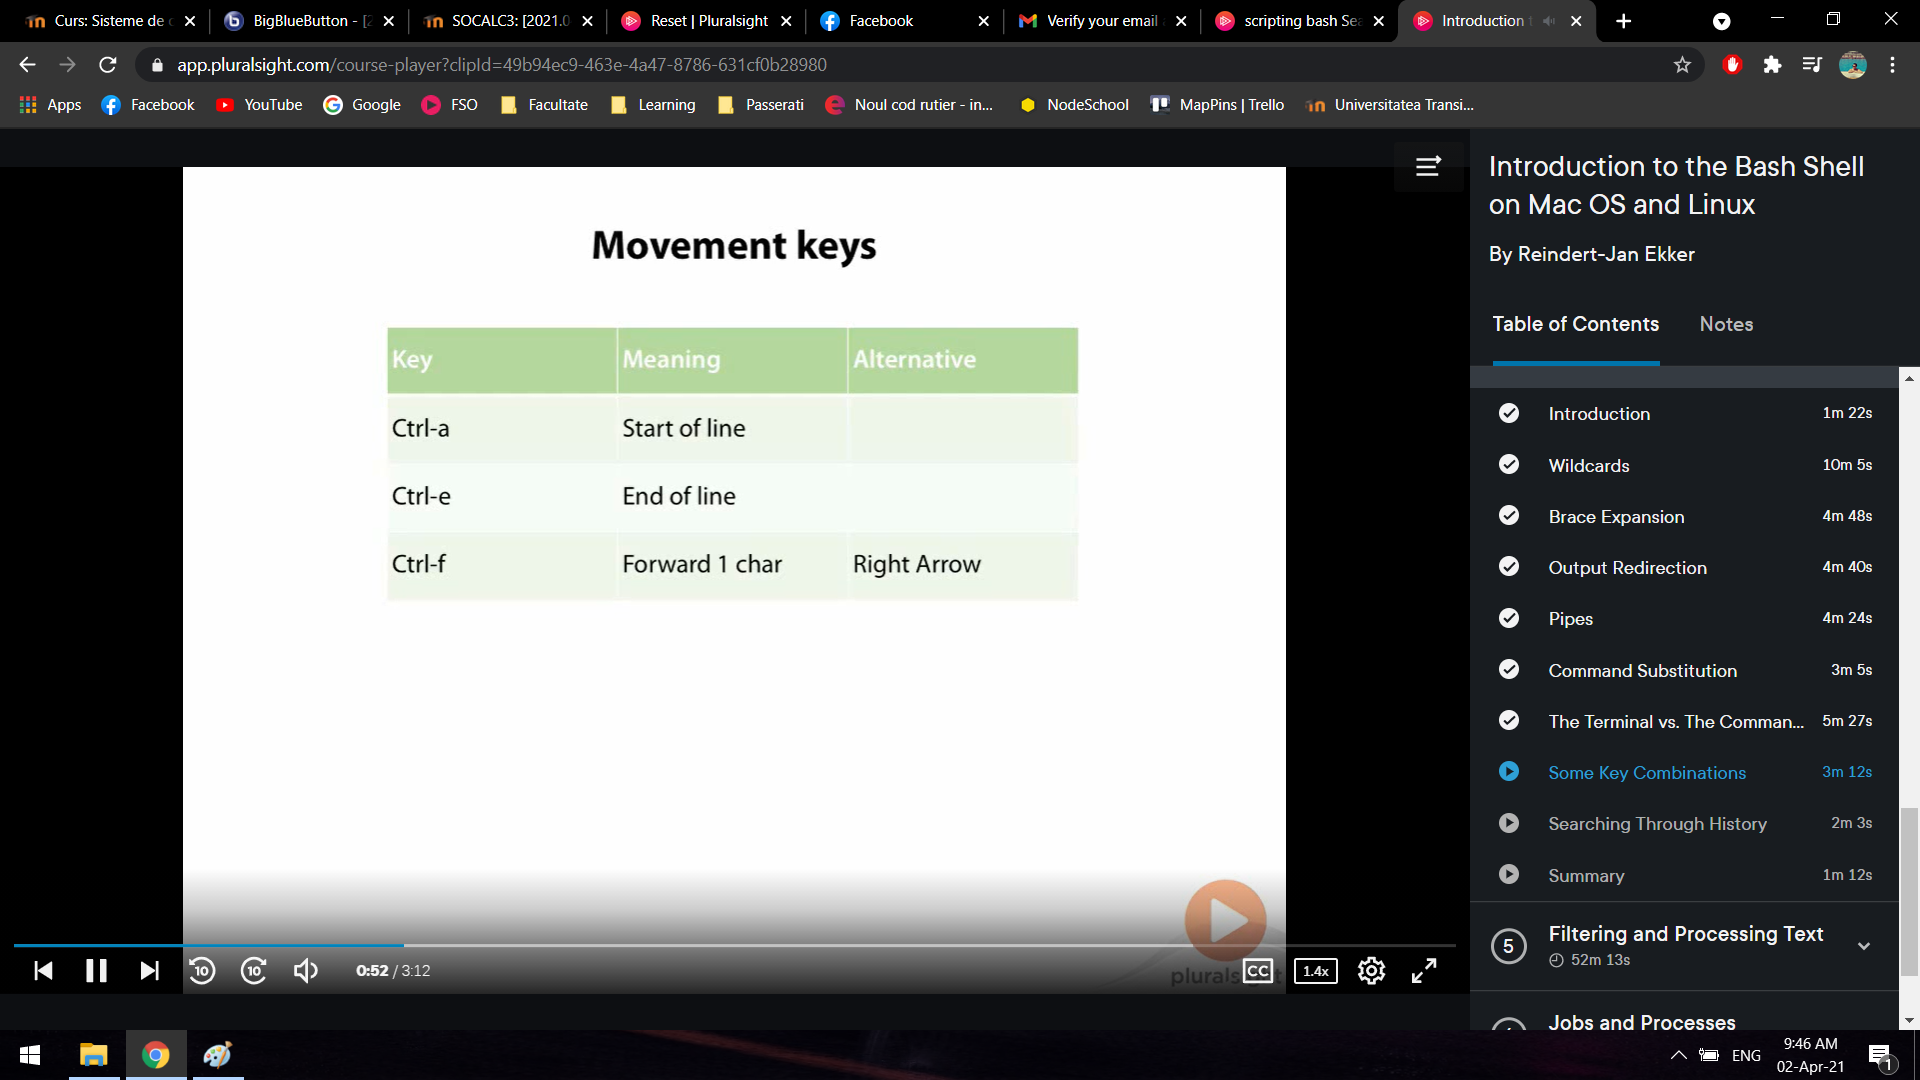 Curs: Sisteme de
BigBlueButton - [
SOCALC3: [2021.0
Reset | Pluralsight
Facebook
Verify your email
scripting bash Sea
Introduction
app.pluralsight.com/course-player?clipId=49b94ec9-463e-4a47-8786-631cf0b28980
Apps
Facebook
YouTube
Google
FSO
Facultate
Learning
Passerati
Noul cod rutier - in...
NodeSchool
MapPins | Trello
Universitatea Transi...
Movement keys
Key Meaning Alternative
Ctrl-a Start of line
Ctrl-e End of line
Ctrl-f Forward 1 char Right Arrow
pluralsight
10
10
0:52 / 3:12
CC
1.4x
Introduction to the Bash Shell
on Mac OS and Linux
By Reindert-Jan Ekker
Table of Contents Notes
Introduction 1m 22s
Wildcards 10m 5s
Brace Expansion 4m 48s
Output Redirection 4m 40s
Pipes 4m 24s
Command Substitution 3m 5s
The Terminal vs. The Comman... 5m 27s
Some Key Combinations 3m 12s
Searching Through History 2m 3s
Summary 1m 12s
5 Filtering and Processing Text
52m 13s
Jobs and Processes
ENG
9:46 AM
02-Apr-21
1